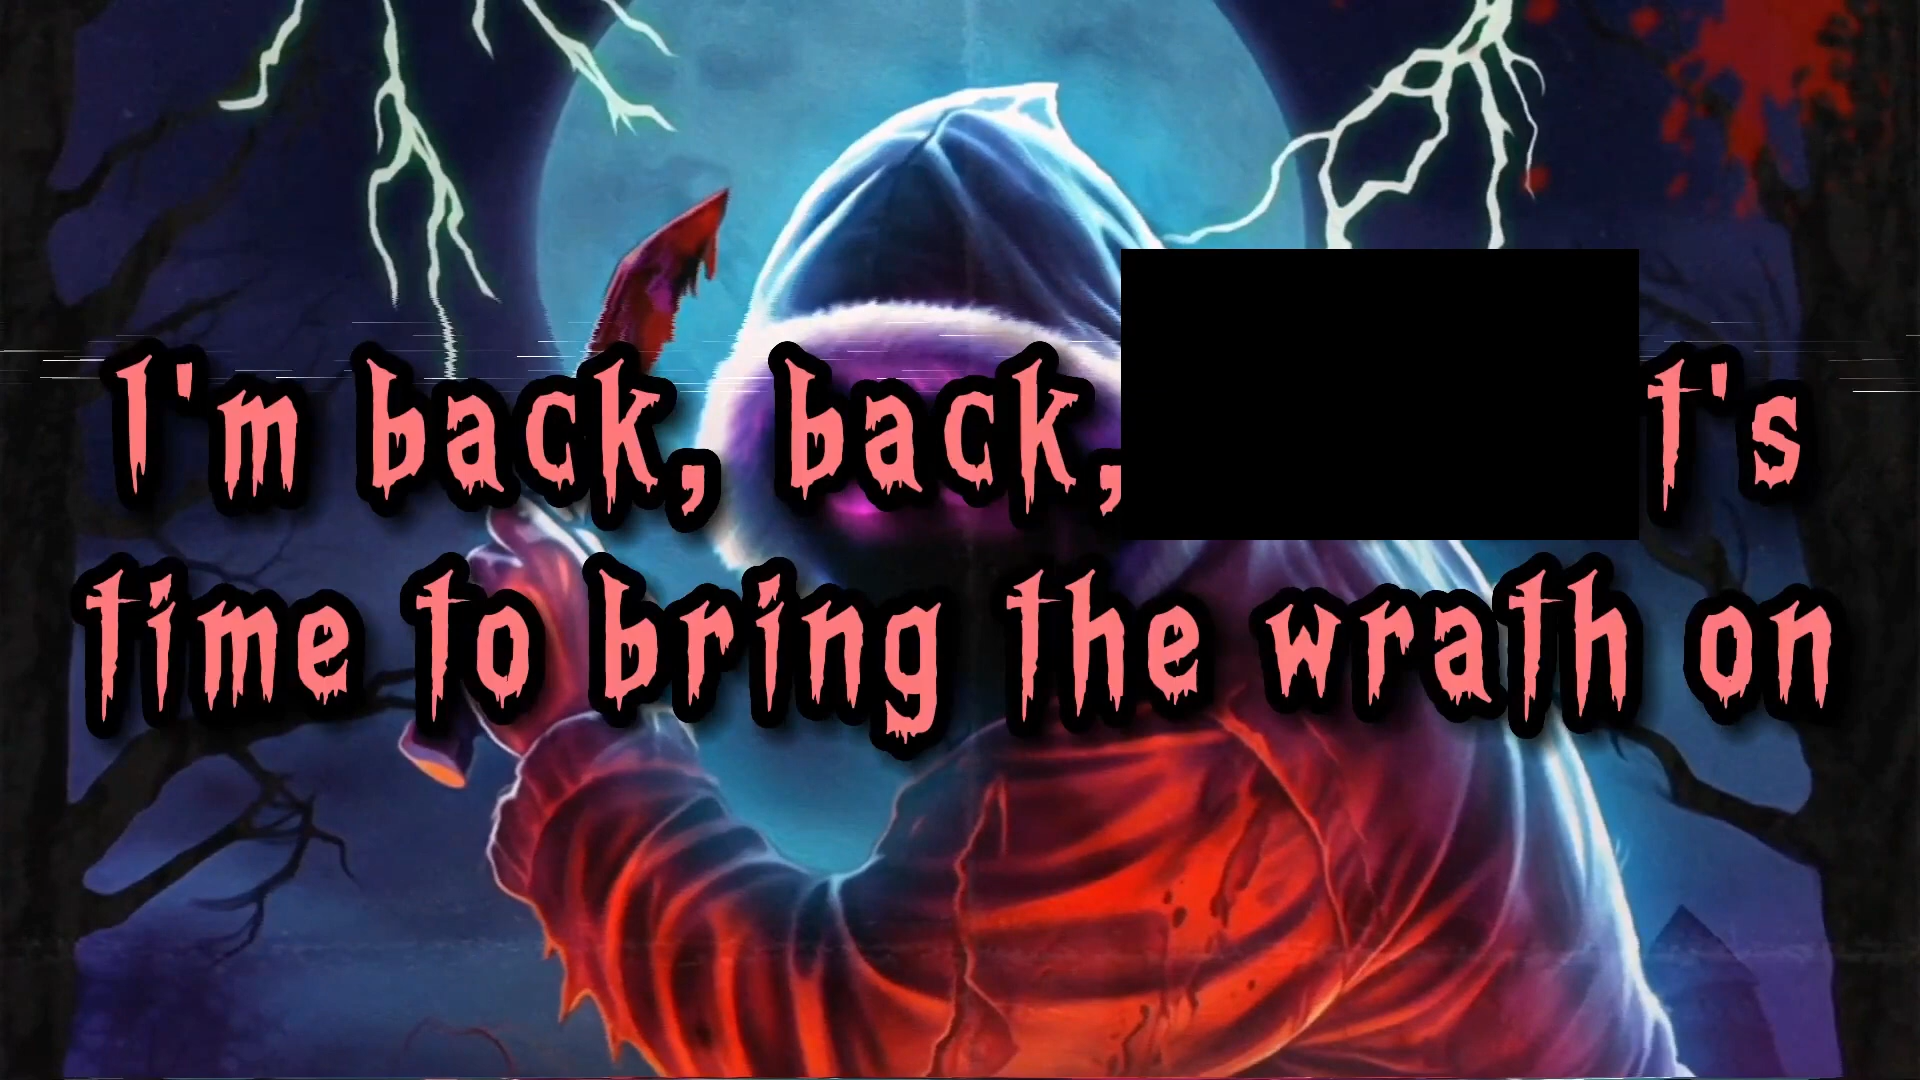 I'm back, back, t's
time to bring the wrath on